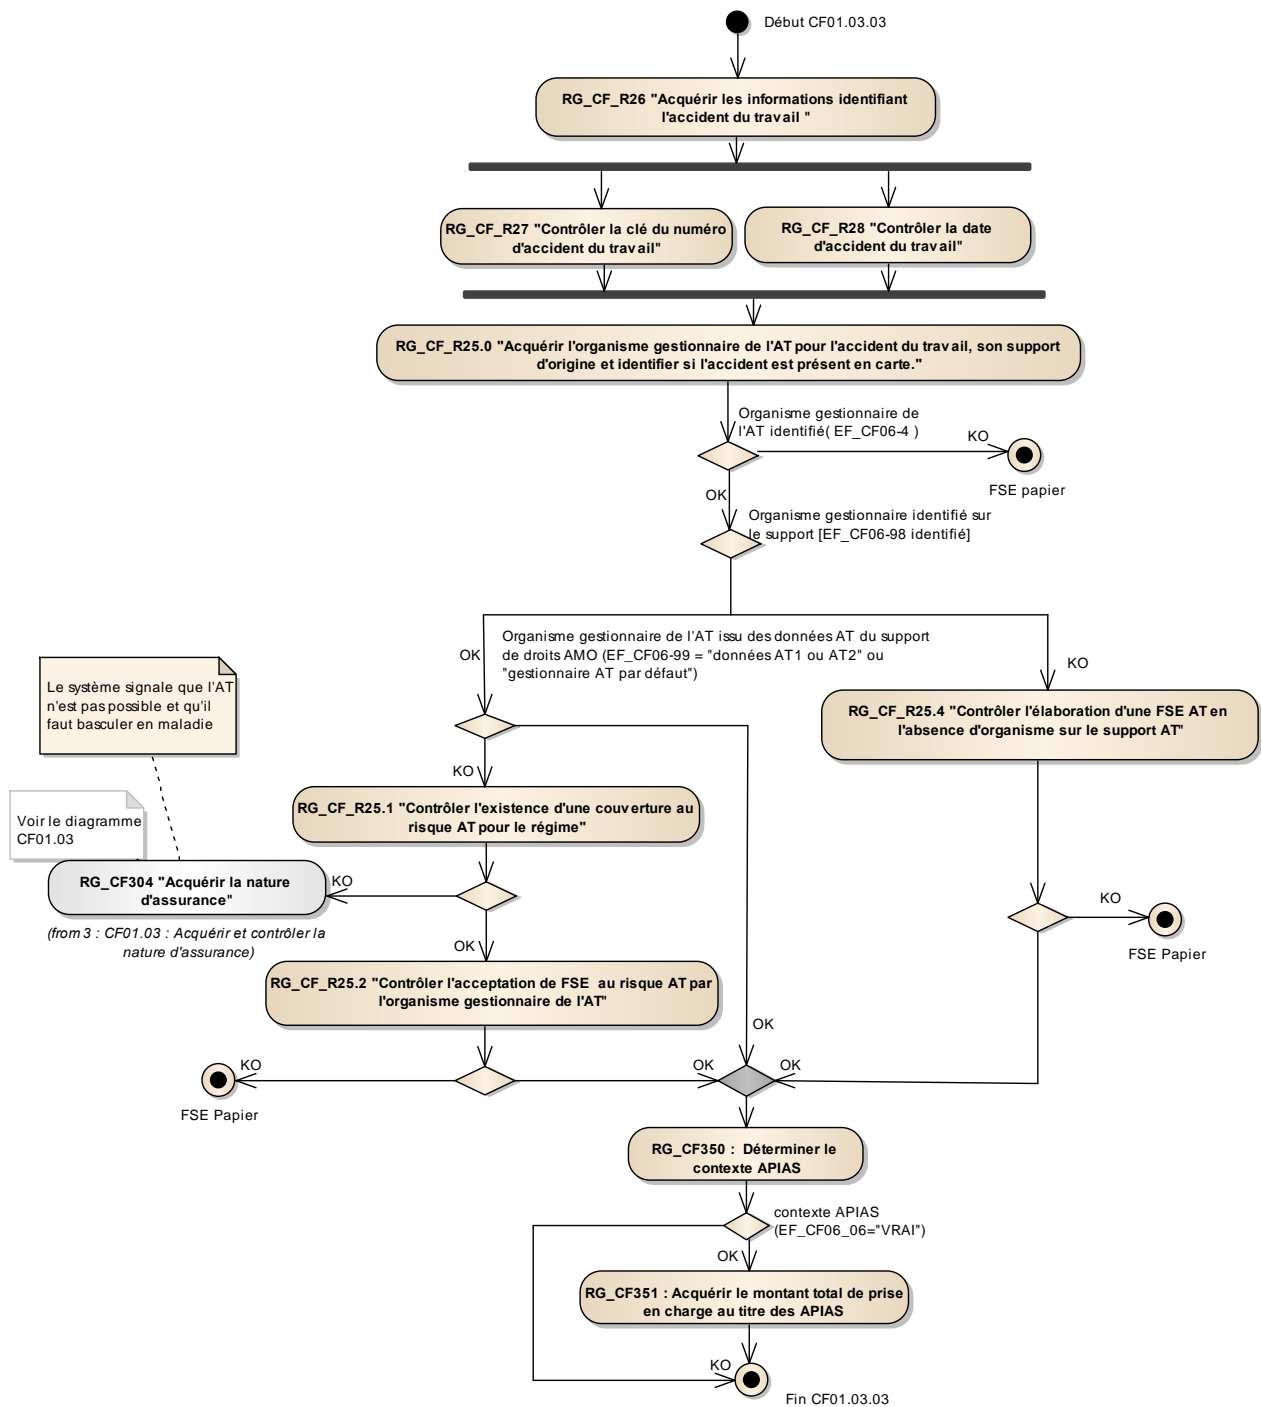 Début CF01.03.03
RG_CF_R26 "Acquérir les informations identifiant
l'accident du travail "
RG_CF_R27 "Contrôler la clé du numéro
d'accident du travail"
RG_CF_R28 "Contrôler la date
d'accident du travail"
RG_CF_R25.0 "Acquérir l'organisme gestionnaire de l'AT pour l'accident du travail, son support
d'origine et identifier si l'accident est présent en carte."
Organisme gestionnaire de
l'AT identifié( EF_CF06-4 )
KO
FSE papier
OK
Organisme gestionnaire identifié sur
le support [EF_CF06-98 identifié]
Organisme gestionnaire de l'AT issu des données AT du support
de droits AMO (EF_CF06-99 = "données AT1 ou AT2" ou
"gestionnaire AT par défaut")
OK
KO
Le système signale que l'AT
n'est pas possible et qu'il
faut basculer en maladie
RG_CF_R25.4 "Contrôler l'élaboration d'une FSE AT en
l'absence d'organisme sur le support AT"
KO
RG_CF_R25.1 "Contrôler l'existence d'une couverture au
risque AT pour le régime"
Voir le diagramme
CF01.03
RG_CF304 "Acquérir la nature
d'assurance"
KO
(from 3 : CF01.03 : Acquérir et contrôler la
nature d'assurance)
OK
KO
FSE Papier
RG_CF_R25.2 "Contrôler l'acceptation de FSE  au risque AT par
l'organisme gestionnaire de l'AT"
OK
KO
OK
OK
FSE Papier
RG_CF350 :  Déterminer le
contexte APIAS
contexte APIAS
(EF_CF06_06="VRAI")
OK
RG_CF351 : Acquérir le montant total de prise
en charge au titre des APIAS
KO
Fin CF01.03.03